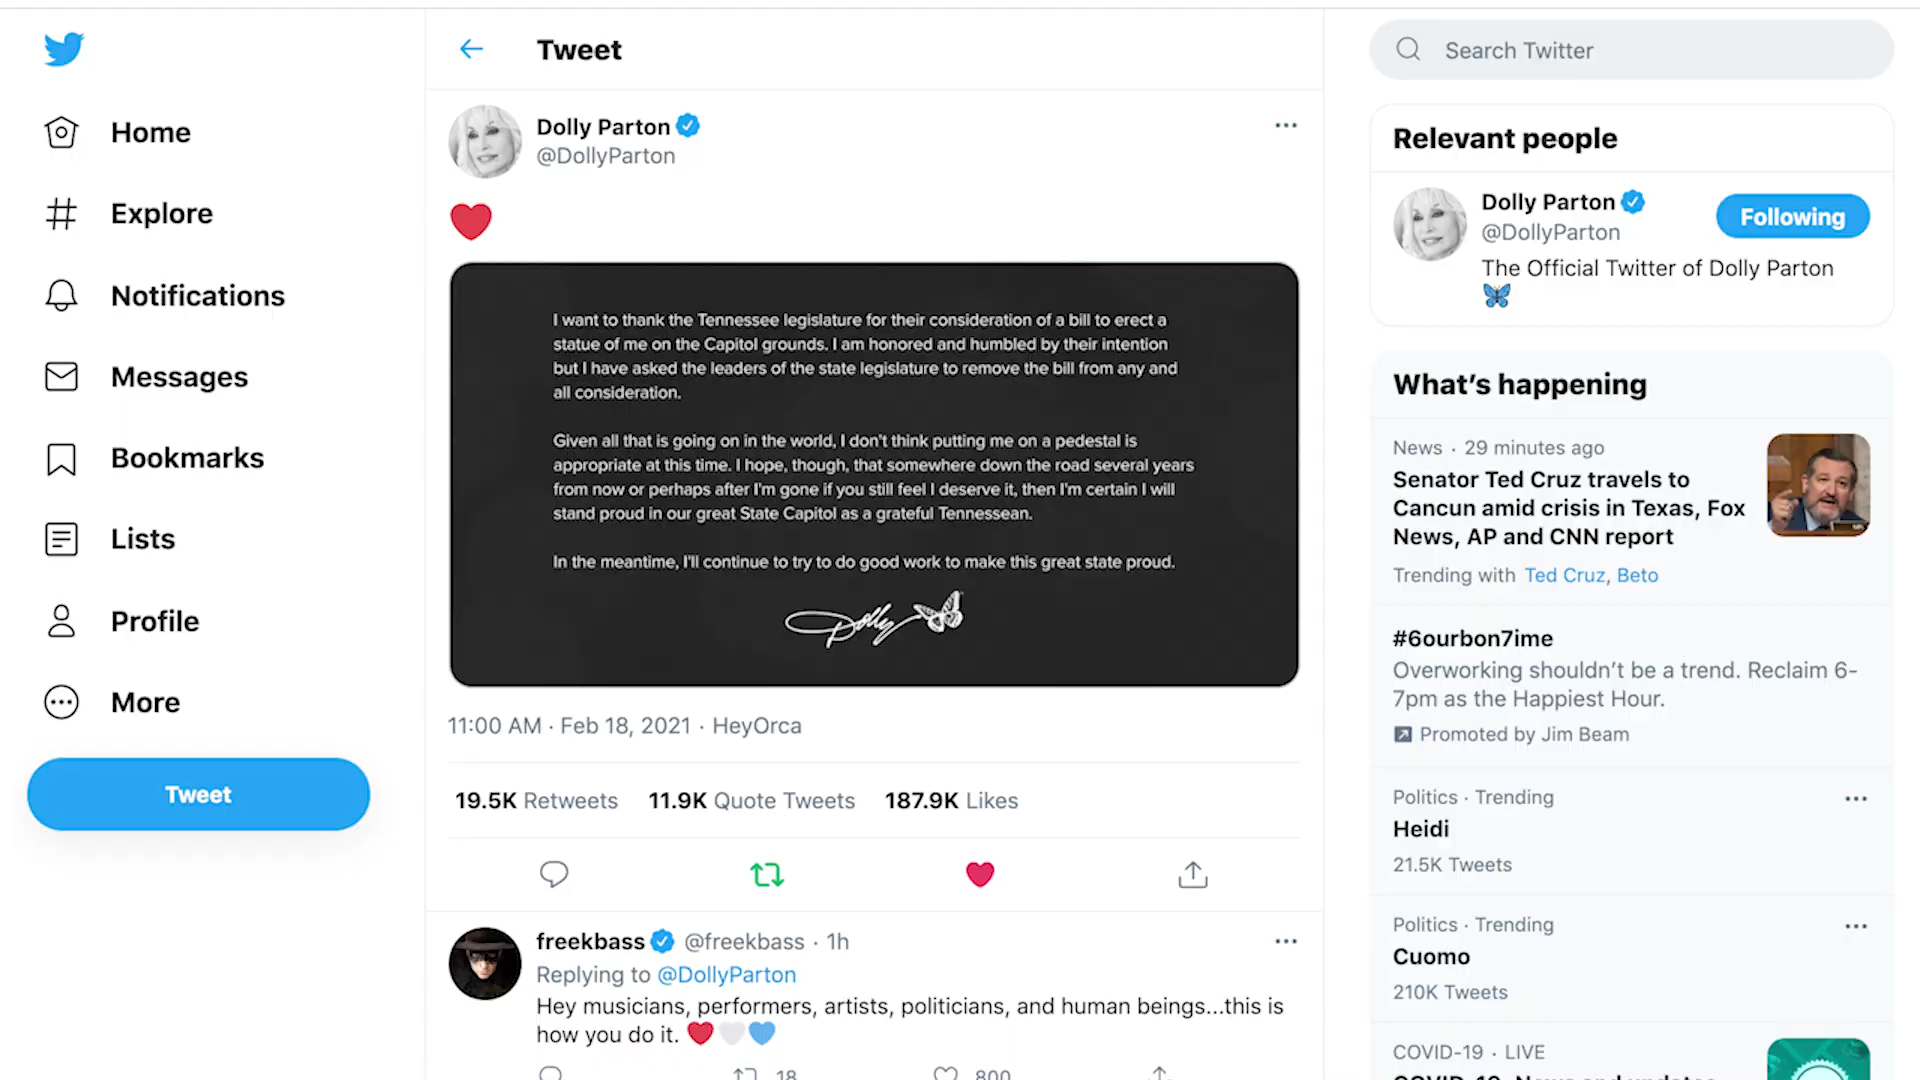 Home
Explore
Notifications
Messages
Bookmarks
Lists
Profile
More
Tweet
Tweet
Dolly Parton
@DollyParton
I want to thank the Tennessee legislature for their consideration of a bill to erect a
statue of me on the Capitol grounds. I am honored and humbled by their intention
but I have asked the leaders of the state legislature to remove the bill from any and
all consideration.
Given all that is going on in the world, I don't think putting me on a pedestal is
appropriate at this time. I hope, though, that somewhere down the road several years
from now or perhaps after I'm gone if you still feel I deserve it, then I'm certain I will
stand proud in our great State Capitol as a grateful Tennessean.
In the meantime, I'll continue to try to do good work to make this great state proud.
Dolly
11:00 AM · Feb 18, 2021 · HeyOrca
19.5K Retweets 11.9K Quote Tweets 187.9K Likes
freekbass @freekbass · 1h
Replying to @DollyParton
Hey musicians, performers, artists, politicians, and human beings...this is
how you do it. ❤️🤍💙
18 800
Search Twitter
Relevant people
Dolly Parton
@DollyParton
Following
The Official Twitter of Dolly Parton
What's happening
News · 29 minutes ago
Senator Ted Cruz travels to
Cancun amid crisis in Texas, Fox
News, AP and CNN report
Trending with Ted Cruz, Beto
#6ourbon7ime
Overworking shouldn't be a trend. Reclaim 6-
7pm as the Happiest Hour.
Promoted by Jim Beam
Politics · Trending
Heidi
21.5K Tweets
Politics · Trending
Cuomo
210K Tweets
COVID-19 · LIVE
COVID-19: News and updates